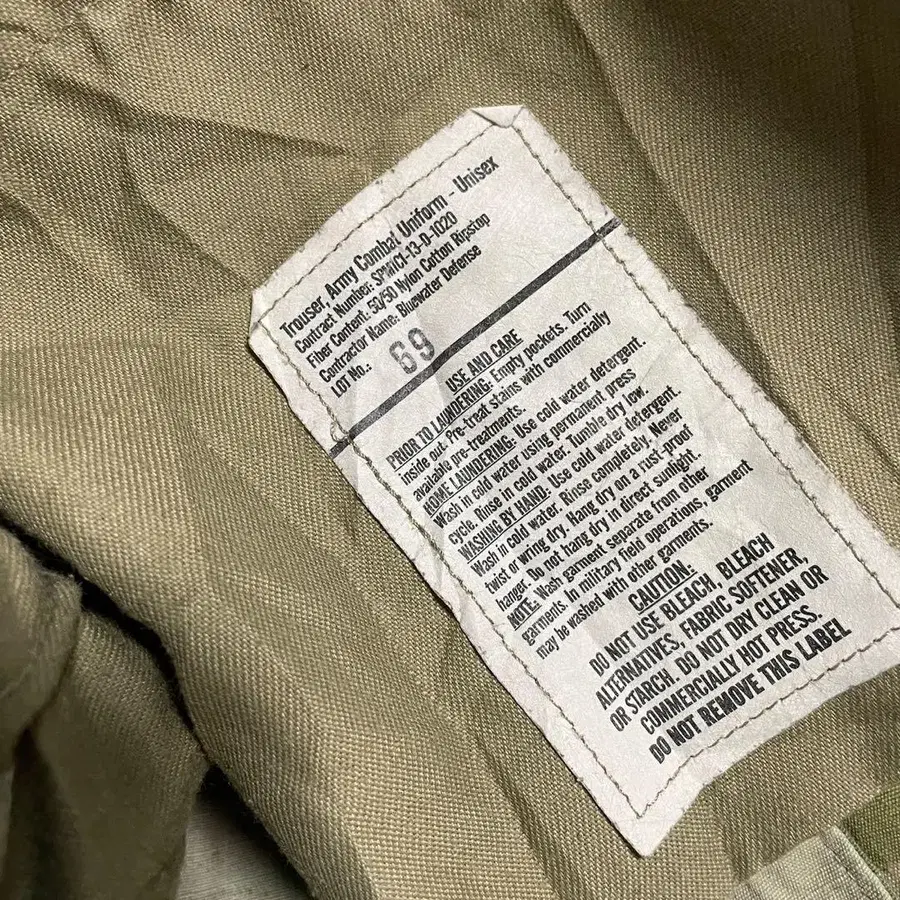 Trouser, Army Combat Uniform - Unisex
Contract Number: SPM1C1-13-D-1020
Fiber Content: 50/50 Nylon Cotton Ripstop
Contractor Name: Bluewater Defense
LOT No.: 69
USE AND CARE
PRIOR TO LAUNDERING: Empty pockets. Turn
inside out. Pre-treat stains with commercially
available pre-treatments.
HOME LAUNDERING: Use cold water detergent.
Wash in cold water using permanent press
cycle. Rinse in cold water. Tumble dry low.
WASHING BY HAND: Use cold water detergent.
Wash in cold water. Rinse completely. Never
twist or wring dry. Hang dry on a rust-proof
hanger. Do not hang dry in direct sunlight.
NOTE: Wash garment separate from other
garments. In military field operations, garment
may be washed with other garments.
CAUTION:
DO NOT USE BLEACH, BLEACH
ALTERNATIVES, FABRIC SOFTENER,
OR STARCH. DO NOT DRY CLEAN OR
COMMERCIALLY HOT PRESS.
DO NOT REMOVE THIS LABEL